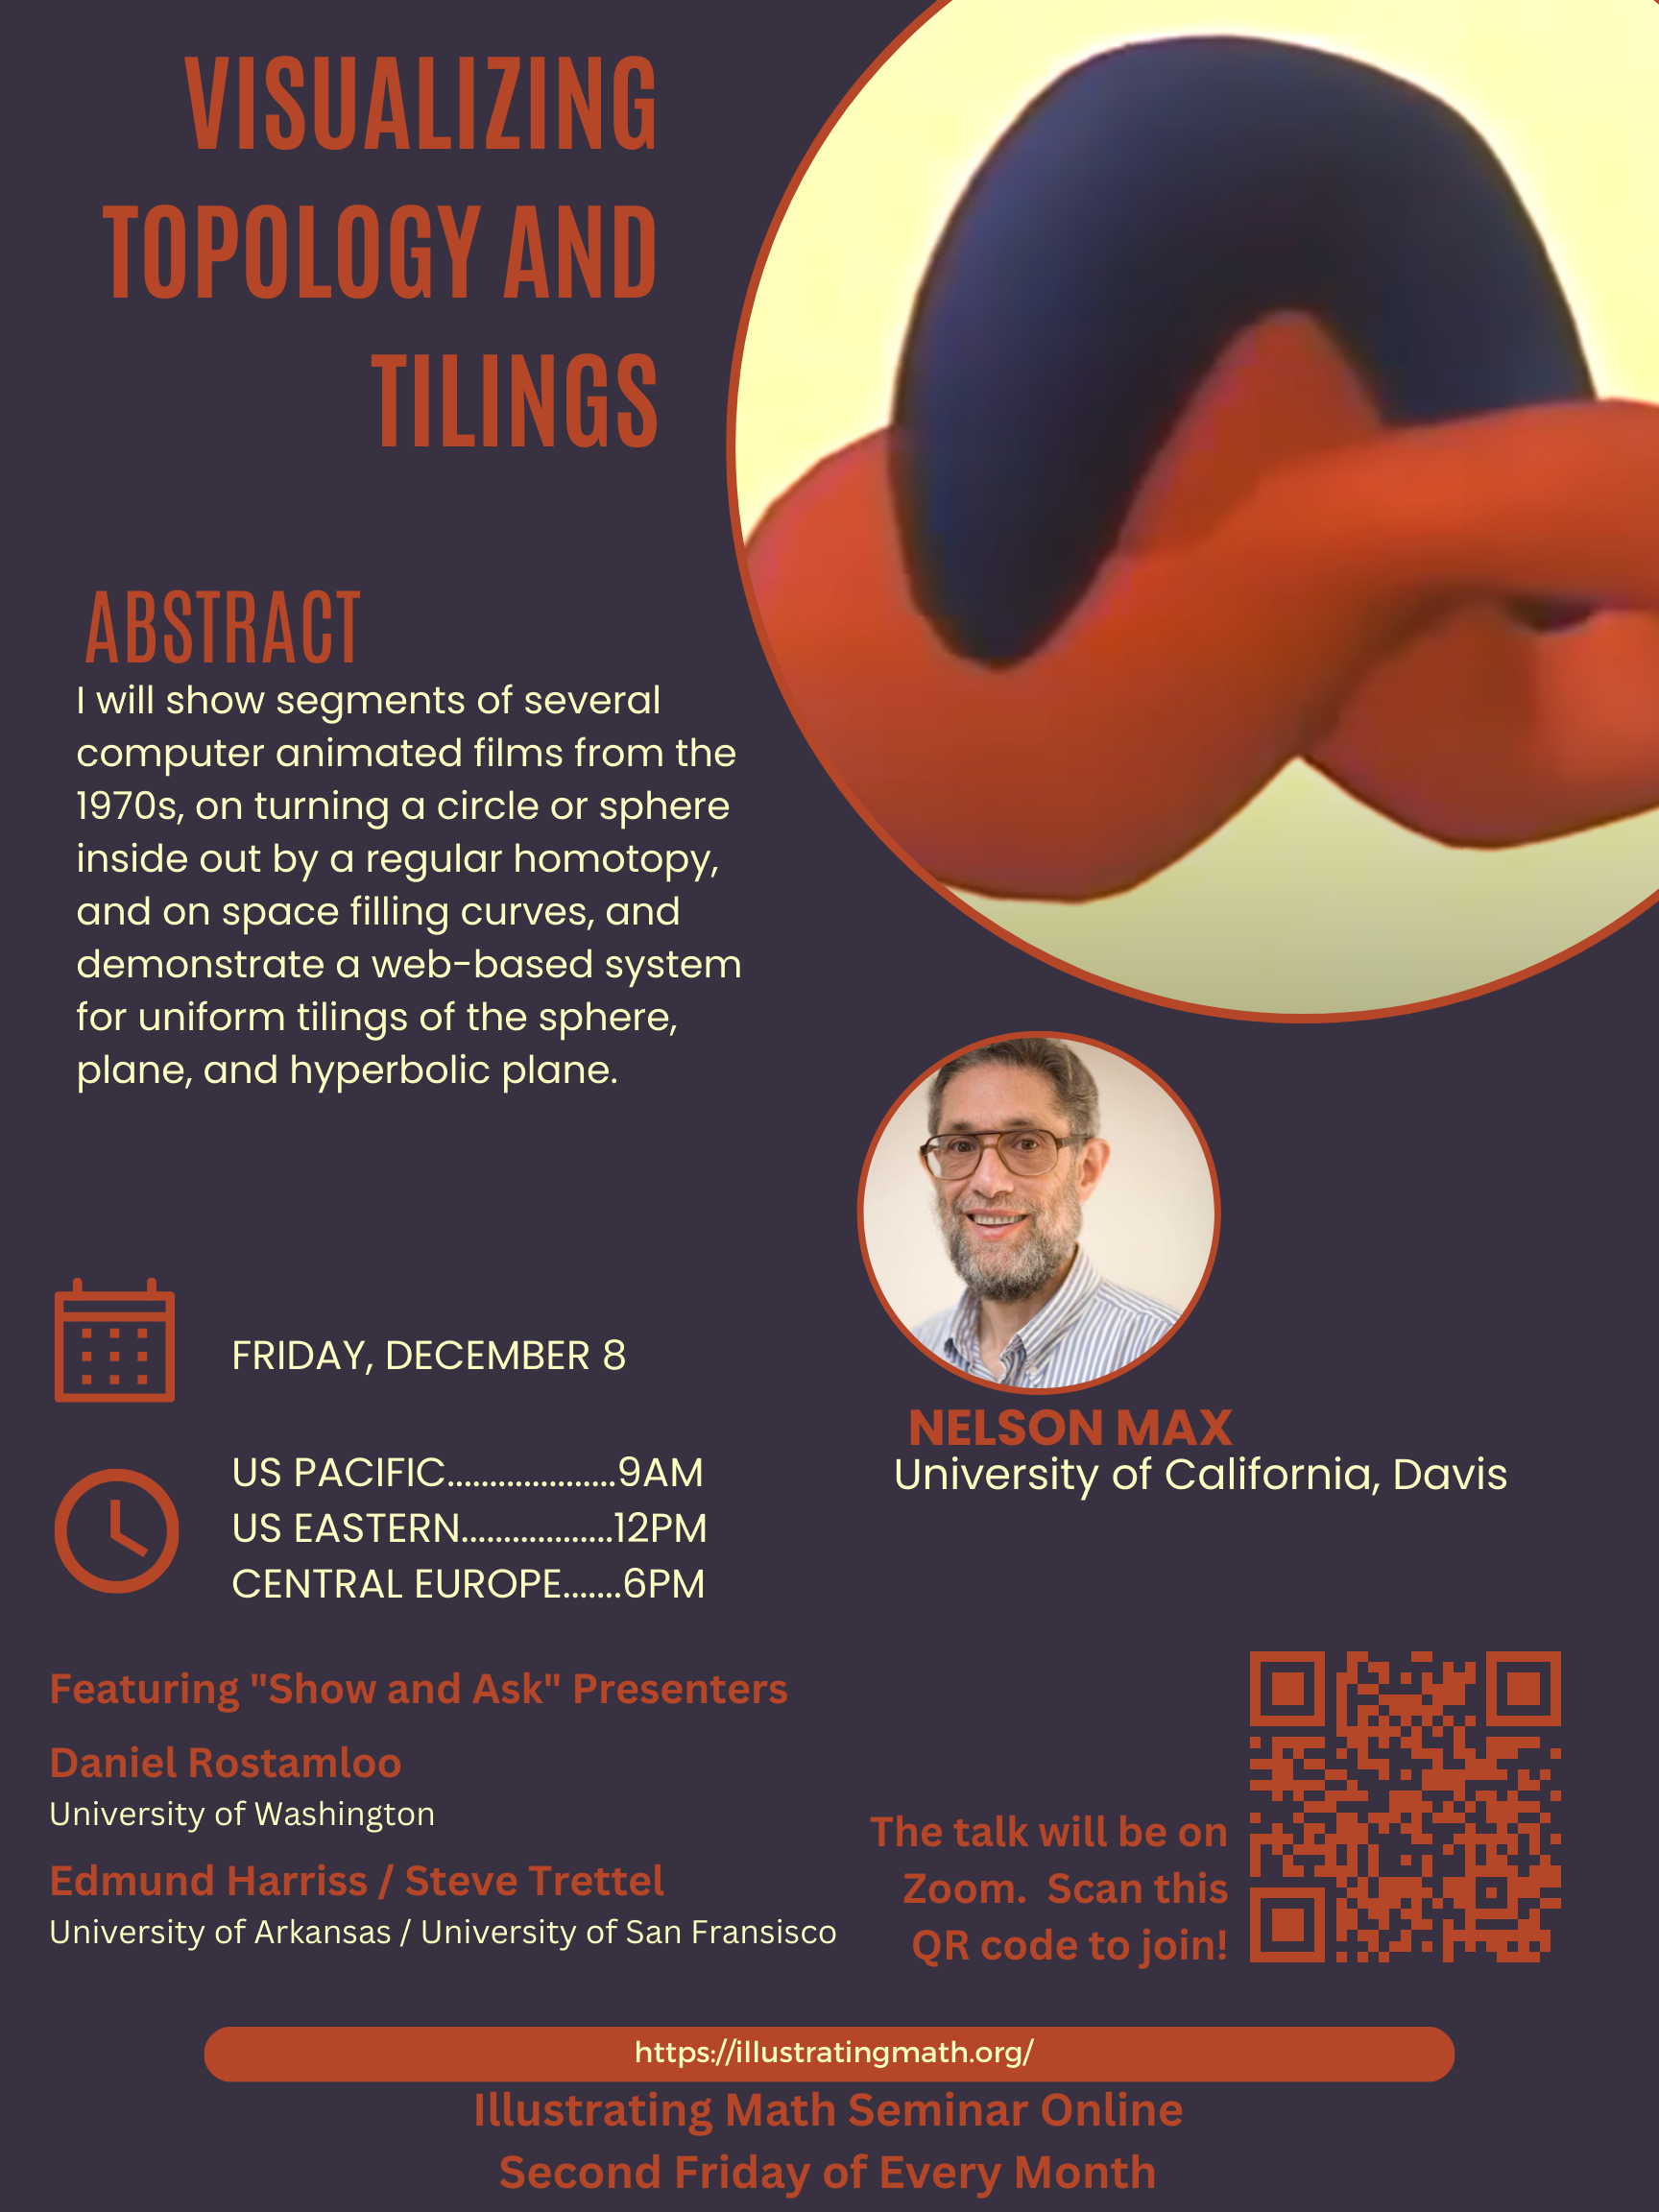 VISUALIZING
TOPOLOGY AND
TILINGS
ABSTRACT
I will show segments of several
computer animated films from the
1970s, on turning a circle or sphere
inside out by a regular homotopy,
and on space filling curves, and
demonstrate a web-based system
for uniform tilings of the sphere,
plane, and hyperbolic plane.
NELSON MAX
University of California, Davis
FRIDAY, DECEMBER 8
US PACIFIC....................9AM
US EASTERN..................12PM
CENTRAL EUROPE.......6PM
Featuring "Show and Ask" Presenters
Daniel Rostamloo
University of Washington
Edmund Harriss / Steve Trettel
University of Arkansas / University of San Fransisco
The talk will be on
Zoom.  Scan this
QR code to join!
https://illustratingmath.org/
Illustrating Math Seminar Online
Second Friday of Every Month